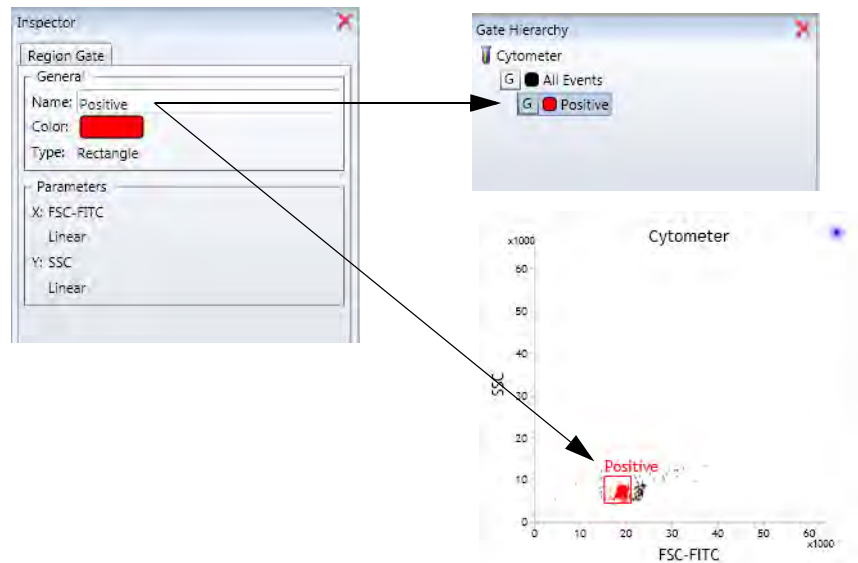 Inspector
Region Gate
General
Name: Positive
Color:
Type: Rectangle
Parameters
X: FSC-FITC
Linear
Y: SSC
Linear
Gate Hierarchy
Cytometer
G All Events
G Positive
Cytometer
x1000
60
50
40
30
20
10
0
SSC
Positive
0 10 20 30 40 50 60
x1000
FSC-FITC